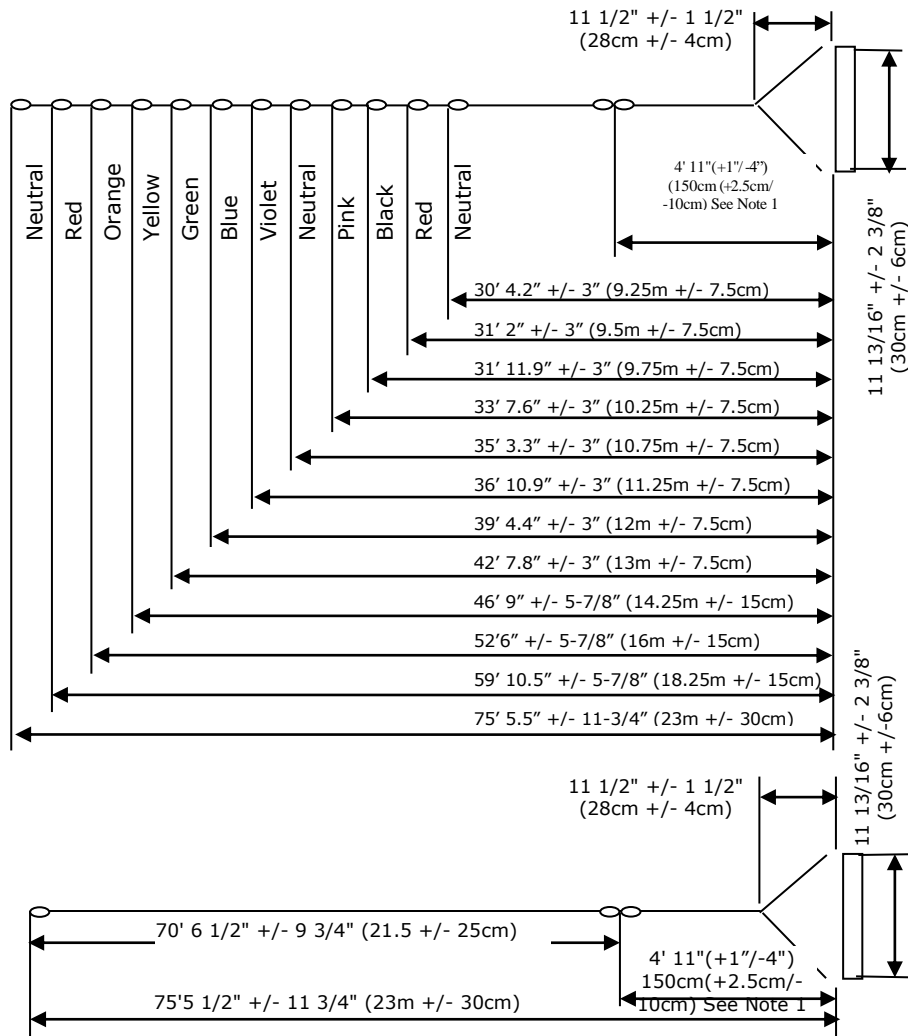 11 1/2" +/- 1 1/2"
(28cm +/- 4cm)
Neutral
Red
Orange
Yellow
Green
Blue
Violet
Neutral
Pink
Black
Red
Neutral
4' 11"(+1"/-4")
(150cm (+2.5cm/
-10cm) See Note 1
11 13/16" +/- 2 3/8"
(30cm +/- 6cm)
30' 4.2" +/- 3" (9.25m +/- 7.5cm)
31' 2" +/- 3" (9.5m +/- 7.5cm)
31' 11.9" +/- 3" (9.75m +/- 7.5cm)
33' 7.6" +/- 3" (10.25m +/- 7.5cm)
35' 3.3" +/- 3" (10.75m +/- 7.5cm)
36' 10.9" +/- 3" (11.25m +/- 7.5cm)
39' 4.4" +/- 3" (12m +/- 7.5cm)
42' 7.8" +/- 3" (13m +/- 7.5cm)
46' 9" +/- 5-7/8" (14.25m +/- 15cm)
52'6" +/- 5-7/8" (16m +/- 15cm)
59' 10.5" +/- 5-7/8" (18.25m +/- 15cm)
75' 5.5" +/- 11-3/4" (23m +/- 30cm)
11 1/2" +/- 1 1/2"
(28cm +/- 4cm)
11 13/16" +/- 2 3/8"
(30cm +/-6cm)
70' 6 1/2" +/- 9 3/4" (21.5 +/- 25cm)
4' 11"(+1"/-4")
150cm(+2.5cm/-
10cm) See Note 1
75'5 1/2" +/- 11 3/4" (23m +/- 30cm)